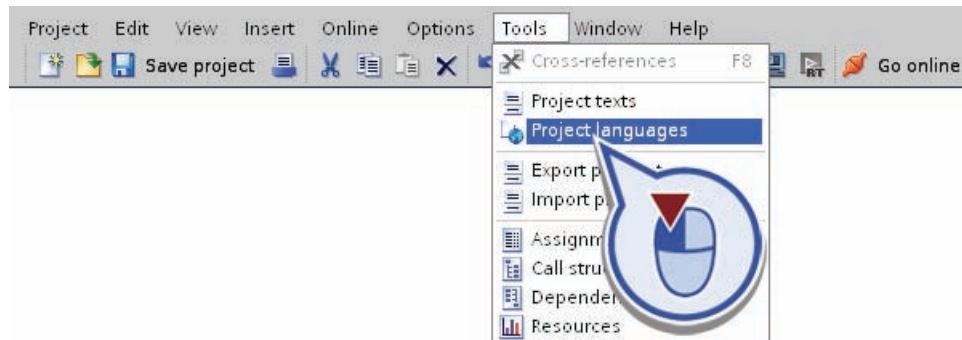 Project Edit View Insert Online Options Tools Window Help
Save project RT Go online
Cross-references F8
Project texts
Project languages
Export p
Import p
Assignm
Call stru
Depende
Resources